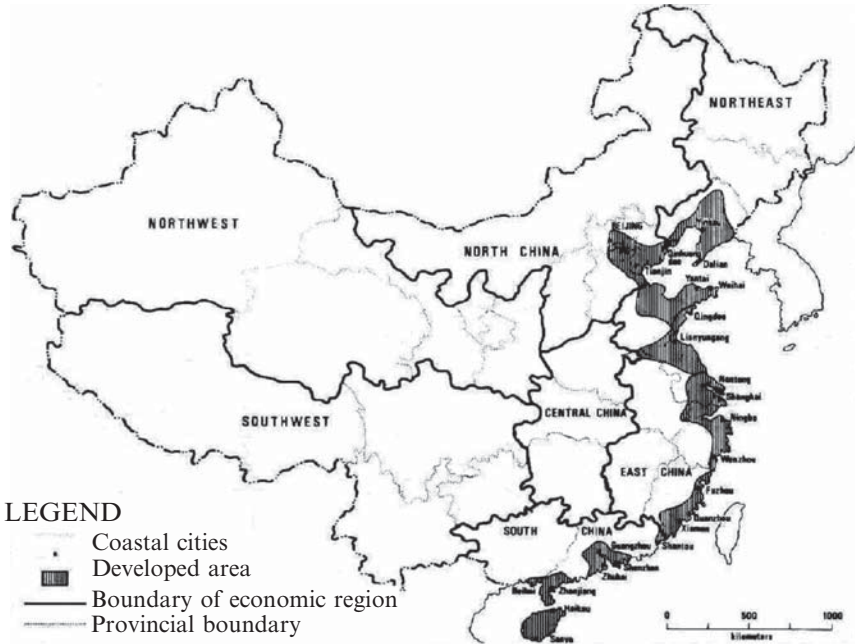 NORTHEAST
NORTHWEST
BEIJING
NORTH CHINA
Dalian
Tianjin
Yantai
Weihai
Qingdao
Lianyungang
Nantong
Shanghai
SOUTHWEST
CENTRAL CHINA
Ningbo
Wenzhou
EAST CHINA
Fuzhou
LEGEND
Quanzhou
Xiamen
SOUTH CHINA
Coastal cities
Guangzhou
Shantou
Shenzhen
Developed area
Zhuhai
Beihai
Zhanjiang
Boundary of economic region
Haikou
Provincial boundary
Sanya
0 500 1000
kilometers